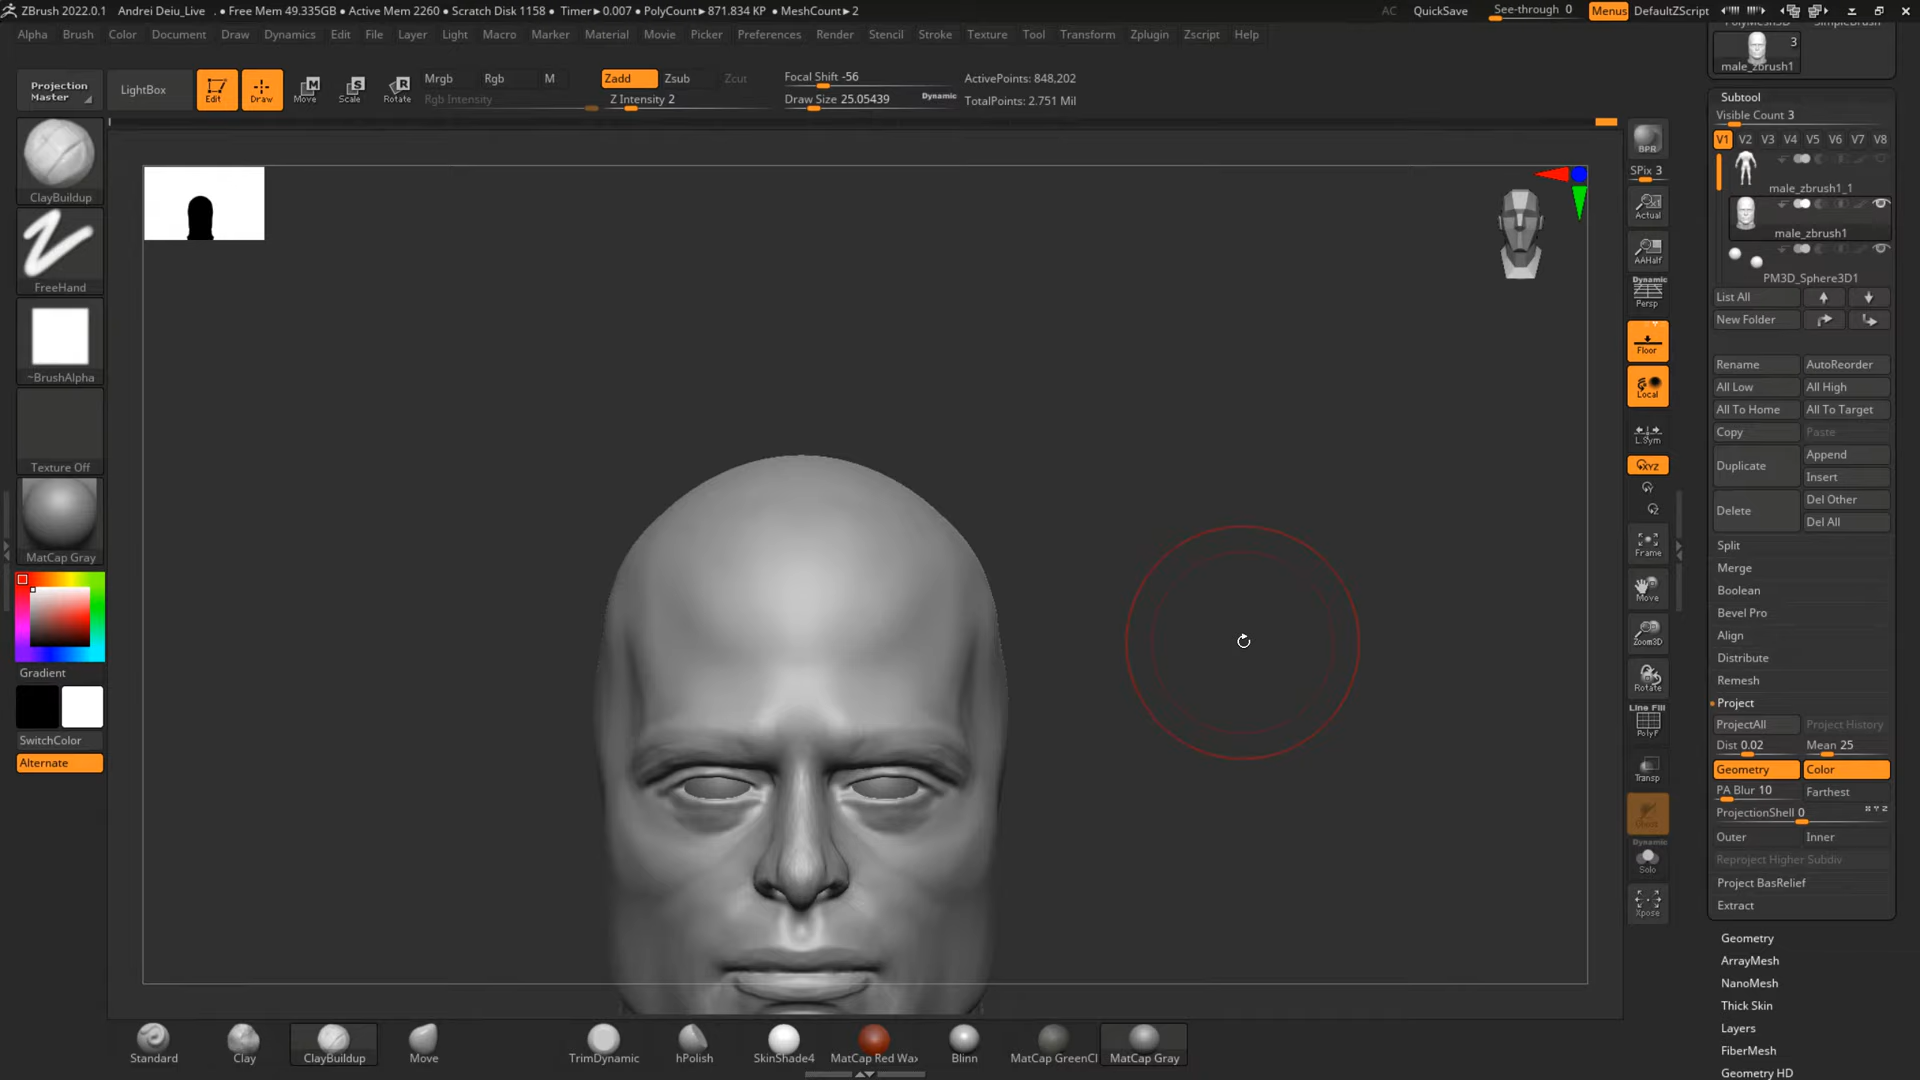 ZBrush 2022.0.1 Andrei Deiu_Live . ● Free Mem 49.335GB ● Active Mem 2260 ● Scratch Disk 1158 ● Timer▸0.007 ● PolyCount▸871.834 KP ● MeshCount▸2 AC QuickSave See-through 0 Menus DefaultZScript
Alpha Brush Color Document Draw Dynamics Edit File Layer Light Macro Marker Material Movie Picker Preferences Render Stencil Stroke Texture Tool Transform Zplugin Zscript Help
Projection Master
LightBox
Edit
Draw
Move
Scale
Rotate
Mrgb Rgb M
Rgb Intensity
Zadd Zsub Zcut
Z Intensity 2
Focal Shift -56
Draw Size 25.05439 Dynamic
ActivePoints: 848,202
TotalPoints: 2.751 Mil
ClayBuildup
FreeHand
~BrushAlpha
Texture Off
MatCap Gray
Gradient
SwitchColor
Alternate
BPR
SPix 3
Actual
AAHalf
Dynamic
Persp
Floor
Local
L.Sym
XYZ
Frame
Move
Zoom3D
Rotate
Line Fill
PolyF
Transp
Ghost
Dynamic
Solo
Xpose
PolyMesh3D SimpleBrush
3
male_zbrush1
Subtool
Visible Count 3
V1 V2 V3 V4 V5 V6 V7 V8
male_zbrush1_1
male_zbrush1
PM3D_Sphere3D1
List All
New Folder
Rename AutoReorder
All Low All High
All To Home All To Target
Copy Paste
Duplicate Append
Insert
Delete Del Other
Del All
Split
Merge
Boolean
Bevel Pro
Align
Distribute
Remesh
Project
ProjectAll Project History
Dist 0.02 Mean 25
Geometry Color
PA Blur 10 Farthest
ProjectionShell 0
Outer Inner
Reproject Higher Subdiv
Project BasRelief
Extract
Geometry
ArrayMesh
NanoMesh
Thick Skin
Layers
FiberMesh
Geometry HD
Standard Clay ClayBuildup Move TrimDynamic hPolish SkinShade4 MatCap Red Wax Blinn MatCap GreenCl MatCap Gray